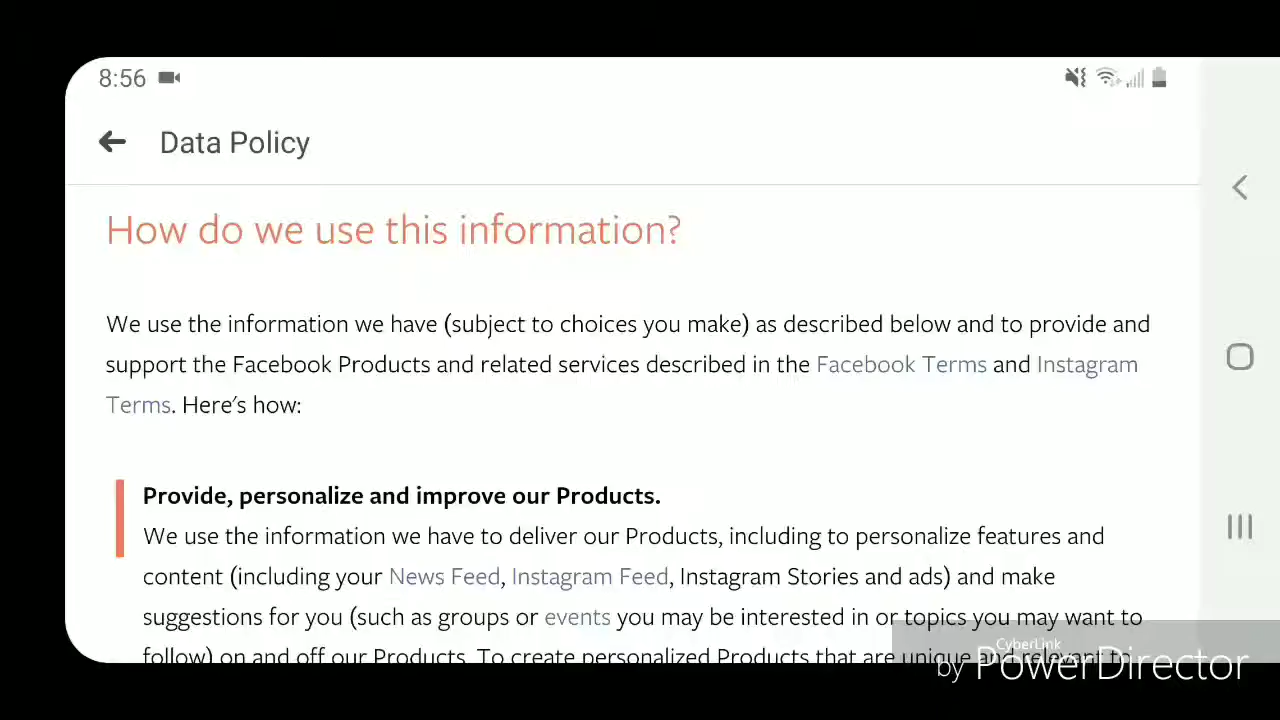 8:56
Data Policy
How do we use this information?
We use the information we have (subject to choices you make) as described below and to provide and
support the Facebook Products and related services described in the Facebook Terms and Instagram
Terms. Here's how:
Provide, personalize and improve our Products.
We use the information we have to deliver our Products, including to personalize features and
content (including your News Feed, Instagram Feed, Instagram Stories and ads) and make
suggestions for you (such as groups or events you may be interested in or topics you may want to
follow) on and off our Products. To create personalized Products that are unique and relevant to
CyberLink
by PowerDirector